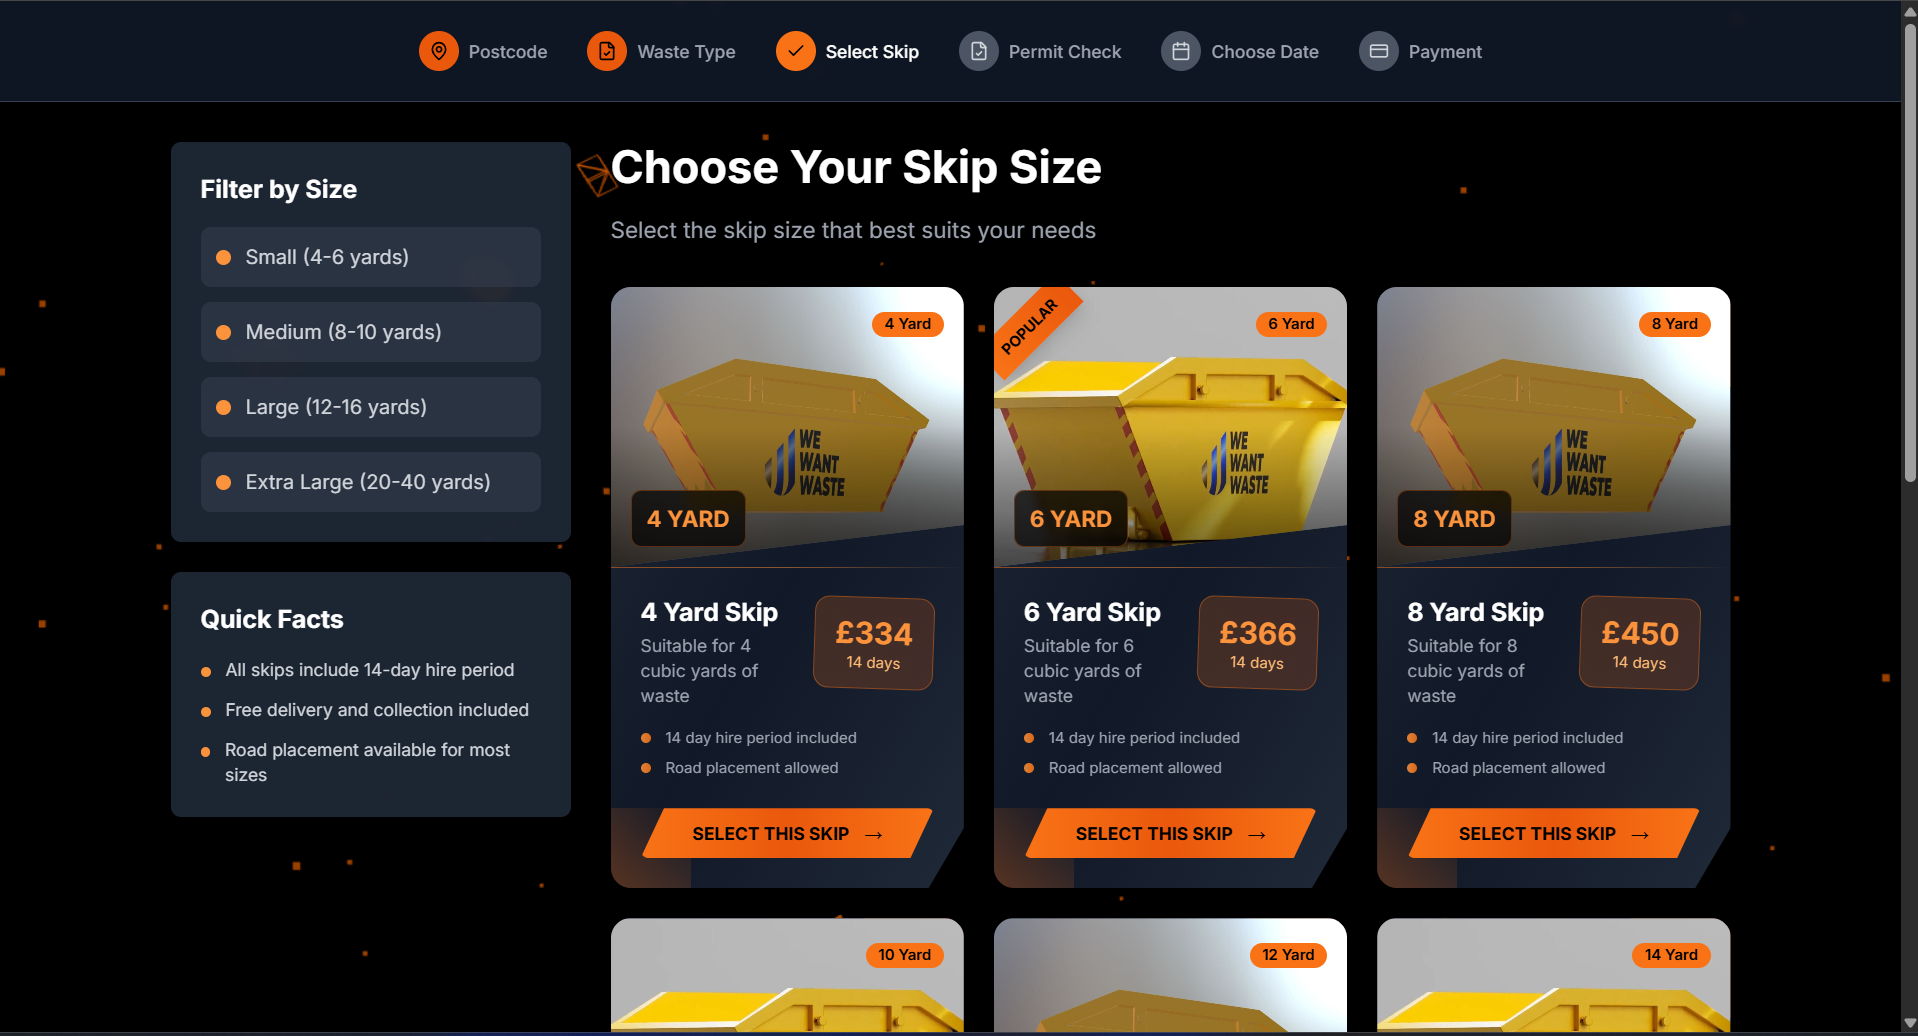 Postcode
Waste Type
Select Skip
Permit Check
Choose Date
Payment
Filter by Size
Small (4-6 yards)
Medium (8-10 yards)
Large (12-16 yards)
Extra Large (20-40 yards)
Quick Facts
All skips include 14-day hire period
Free delivery and collection included
Road placement available for most
sizes
Choose Your Skip Size
Select the skip size that best suits your needs
4 Yard
WE
WANT
WASTE
4 YARD
4 Yard Skip
Suitable for 4
cubic yards of
waste
£334
14 days
14 day hire period included
Road placement allowed
SELECT THIS SKIP →
POPULAR
6 Yard
WE
WANT
WASTE
6 YARD
6 Yard Skip
Suitable for 6
cubic yards of
waste
£366
14 days
14 day hire period included
Road placement allowed
SELECT THIS SKIP →
8 Yard
WE
WANT
WASTE
8 YARD
8 Yard Skip
Suitable for 8
cubic yards of
waste
£450
14 days
14 day hire period included
Road placement allowed
SELECT THIS SKIP →
10 Yard
12 Yard
14 Yard